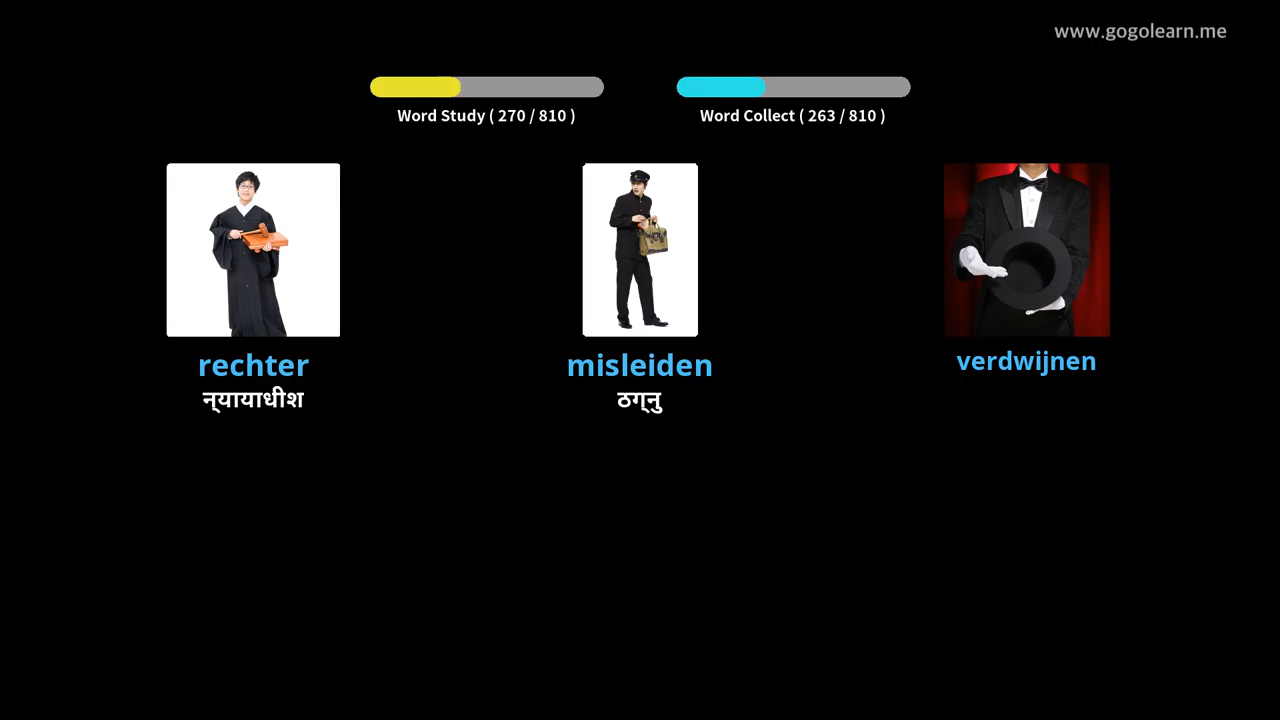 www.gogolearn.me
Word Study ( 270 / 810 )
Word Collect ( 263 / 810 )
rechter
misleiden
verdwijnen
न्यायाधीश
ठग्नु